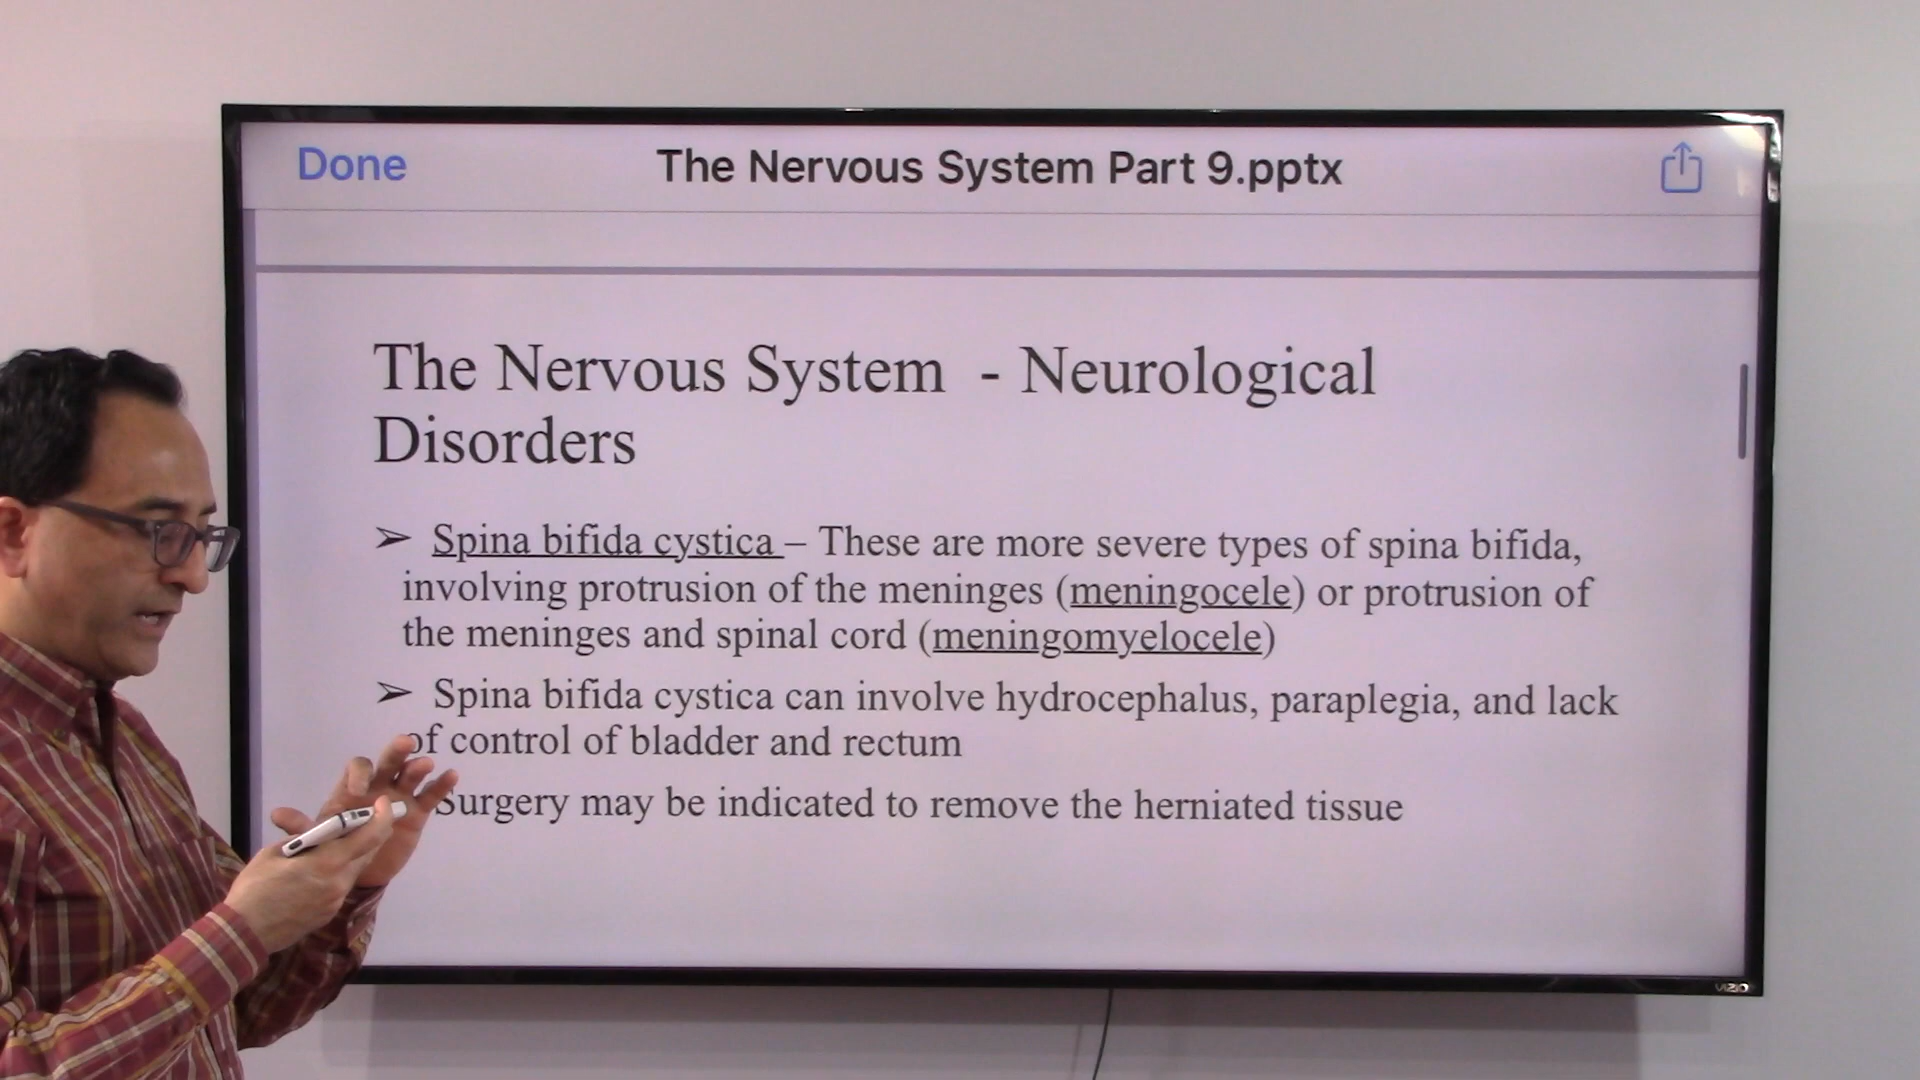 Done
The Nervous System Part 9.pptx
The Nervous System - Neurological
Disorders
➢ Spina bifida cystica – These are more severe types of spina bifida,
involving protrusion of the meninges (meningocele) or protrusion of
the meninges and spinal cord (meningomyelocele)
➢ Spina bifida cystica can involve hydrocephalus, paraplegia, and lack
of control of bladder and rectum
Surgery may be indicated to remove the herniated tissue
VIZIO